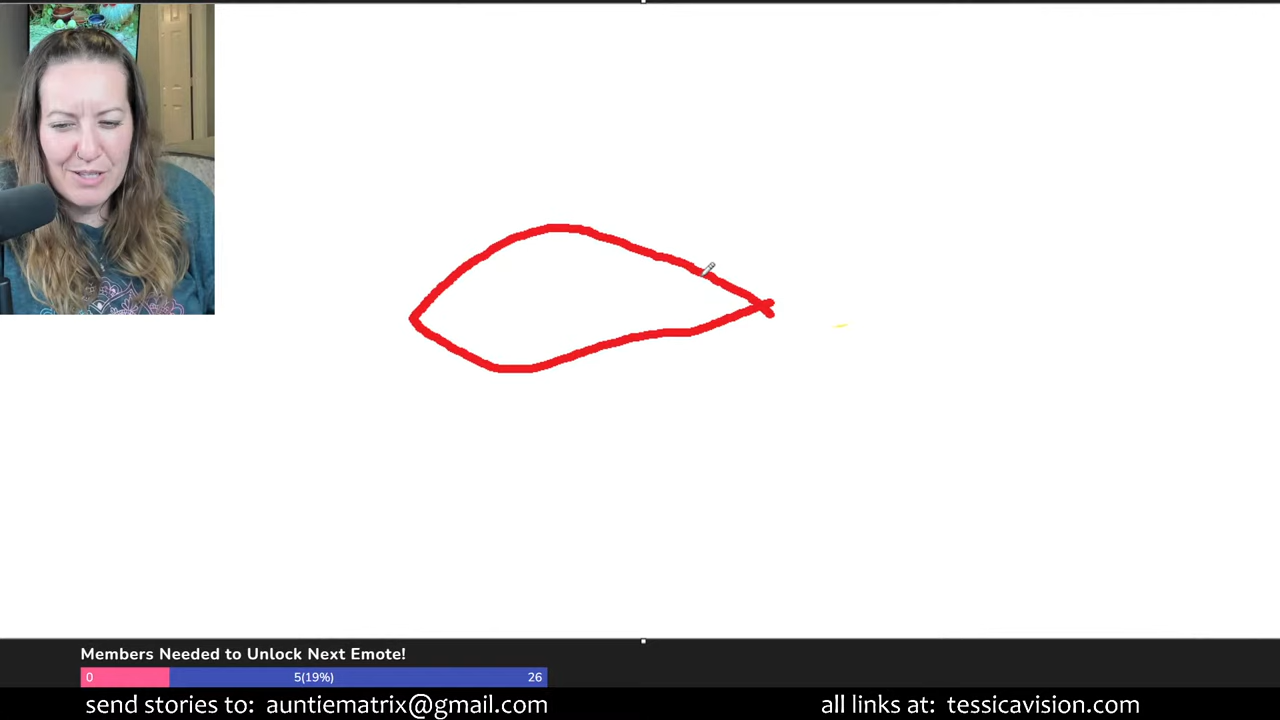 Members Needed to Unlock Next Emote!
0 5(19%) 26
send stories to: auntiematrix@gmail.com all links at: tessicavision.com